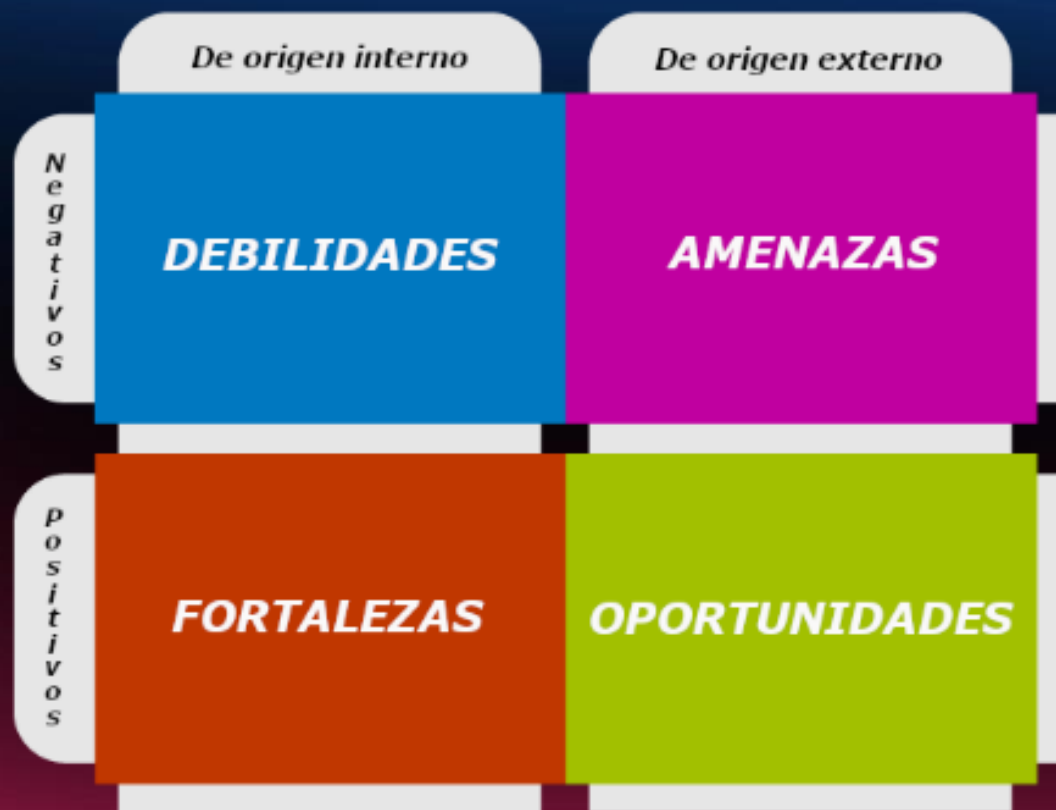 De origen interno
De origen externo
Negativos
DEBILIDADES
AMENAZAS
Positivos
FORTALEZAS
OPORTUNIDADES